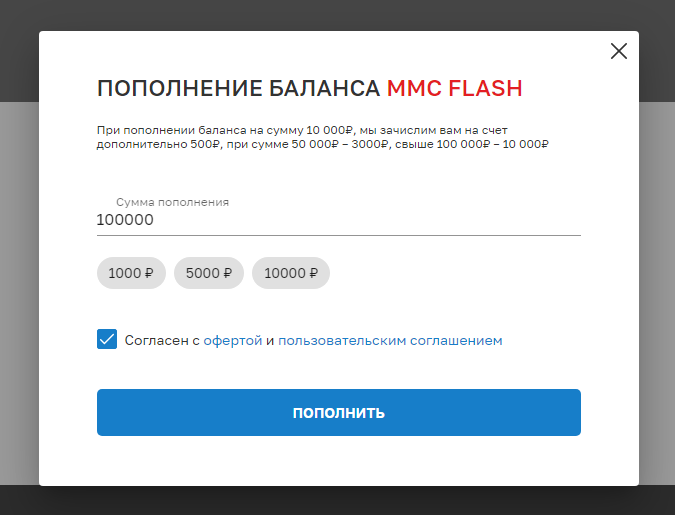 ПОПОЛНЕНИЕ БАЛАНСА MMC FLASH
При пополнении баланса на сумму 10 000₽, мы зачислим вам на счет
дополнительно 500₽, при сумме 50 000₽ – 3000₽, свыше 100 000₽ – 10 000₽
Сумма пополнения
100000
1000 ₽ 5000 ₽ 10000 ₽
Согласен с офертой и пользовательским соглашением
ПОПОЛНИТЬ